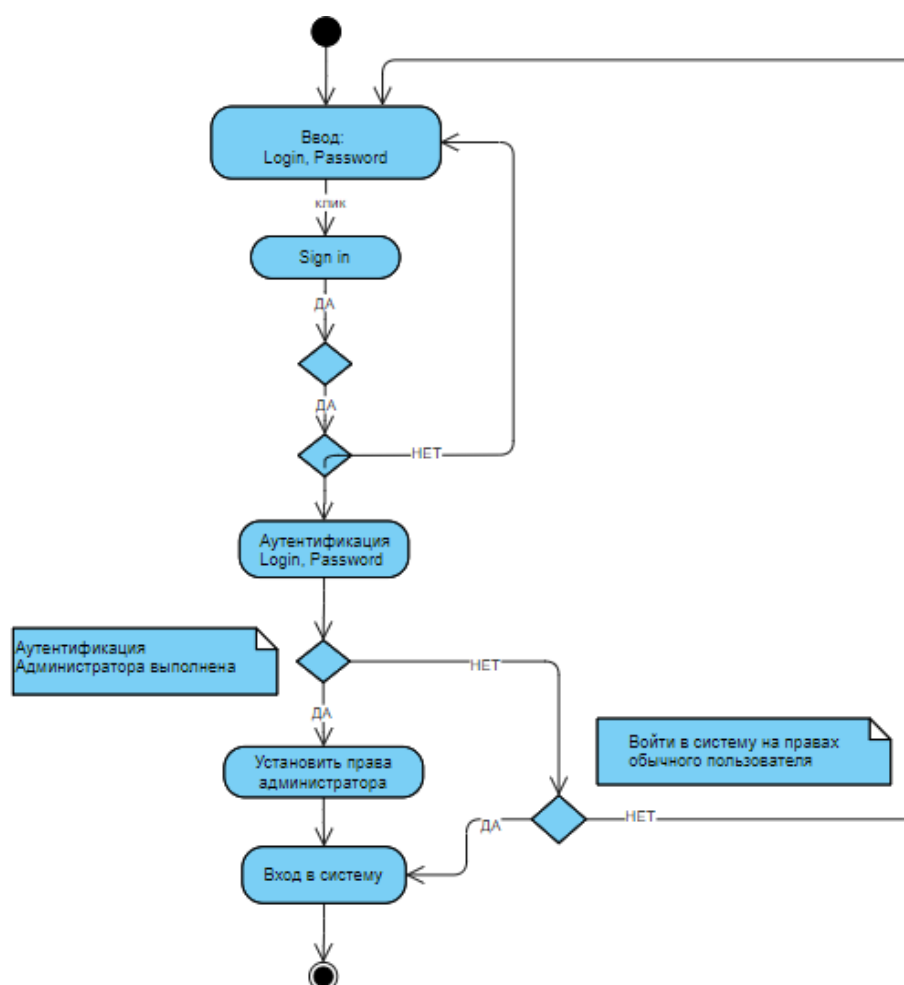 Ввод:
Login, Password
клик
Sign in
ДА
ДА
НЕТ
Аутентификация
Login, Password
Аутентификация
Администратора выполнена
НЕТ
ДА
Установить права
администратора
Войти в систему на правах
обычного пользователя
ДА
НЕТ
Вход в систему